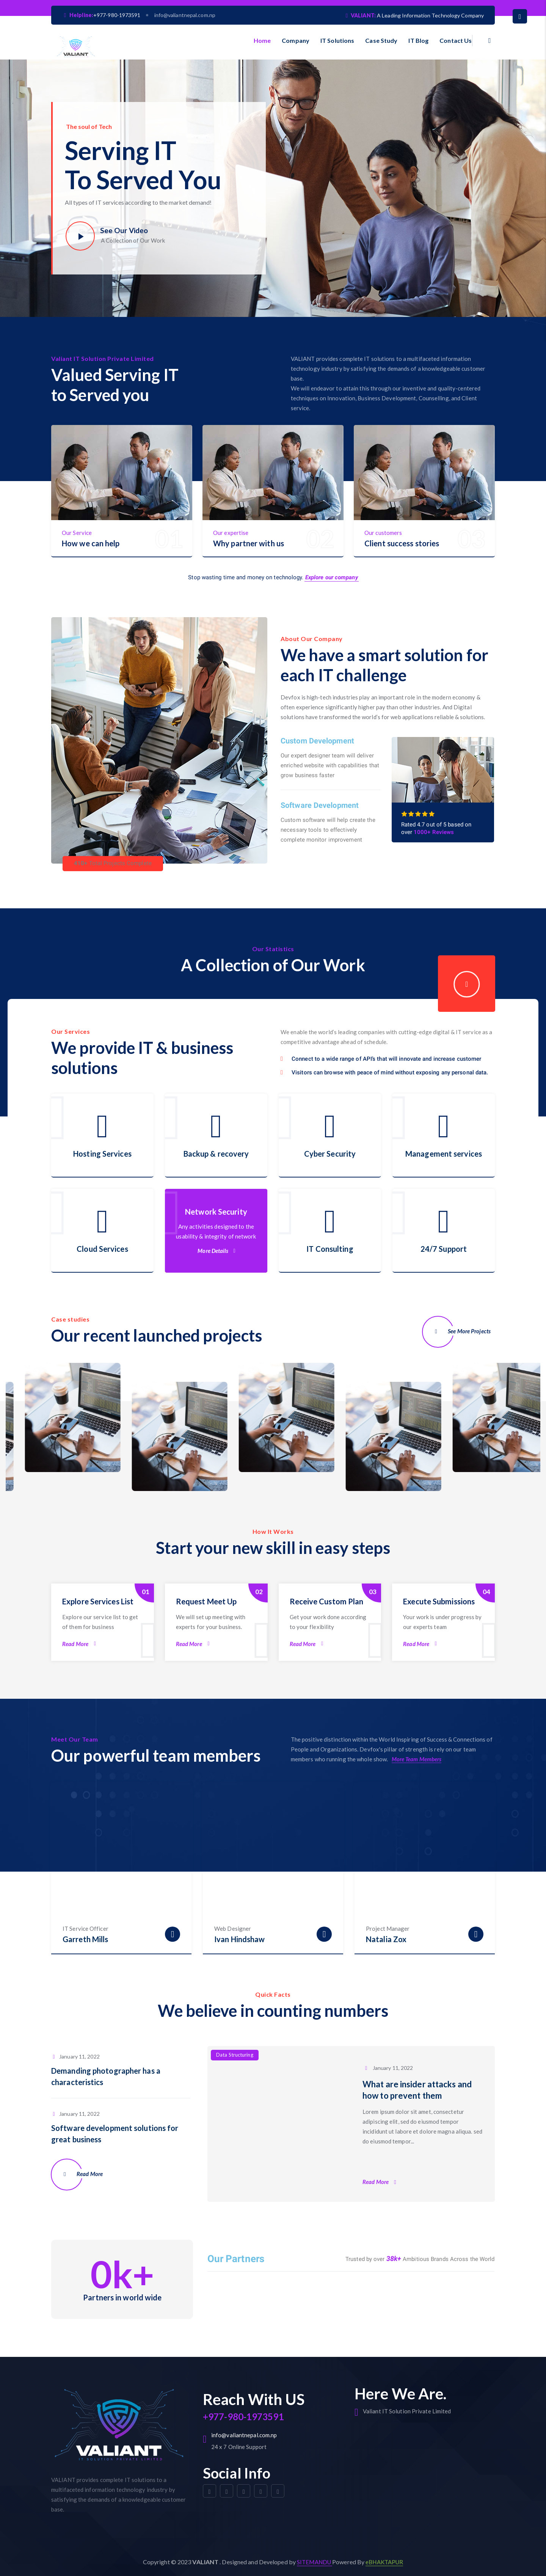 Helpline:+977-980-1973591 info@valiantnepal.com.np VALIANT: A Leading Information Technology Company
VALIANT
Home Company IT Solutions Case Study IT Blog Contact Us
The soul of Tech
Serving IT
To Served You
All types of IT services according to the market demand!
See Our Video
A Collection of Our Work
Valiant IT Solution Private Limited
Valued Serving IT
to Served you
VALIANT provides complete IT solutions to a multifaceted information
technology industry by satisfying the demands of a knowledgeable customer
base.
We will endeavor to attain this through our inventive and quality-centered
techniques on Innovation, Business Development, Counselling, and Client
service.
Our Service
How we can help
Our expertise
Why partner with us
Our customers
Client success stories
Stop wasting time and money on technology. Explore our company
About Our Company
We have a smart solution for
each IT challenge
Devfox is high-tech industries play an important role in the modern economy &
often experience significantly higher pay than other industries. And Digital
solutions have transformed the world's for web applications reliable & solutions.
Custom Development
Our expert designer team will deliver
enriched website with capabilities that
grow business faster
Software Development
Custom software will help create the
necessary tools to effectively
complete monitor improvement
Rated 4.7 out of 5 based on
over 1000+ Reviews
Our Statistics
A Collection of Our Work
Our Services
We provide IT & business
solutions
We enable the world's leading companies with cutting-edge digital & IT service as a
competitive advantage ahead of schedule.
Connect to a wide range of API's that will innovate and increase customer
Visitors can browse with peace of mind without exposing any personal data.
Hosting Services
Backup & recovery
Cyber Security
Management services
Cloud Services
Network Security
Any activities designed to the
usability & integrity of network
More Details
IT Consulting
24/7 Support
Case studies
Our recent launched projects
See More Projects
How It Works
Start your new skill in easy steps
01
Explore Services List
Explore our service list to get
of them for business
Read More
02
Request Meet Up
We will set up meeting with
experts for your business.
Read More
03
Receive Custom Plan
Get your work done according
to your flexibility
Read More
04
Execute Submissions
Your work is under progress by
our experts team
Read More
Meet Our Team
Our powerful team members
The positive distinction within the World Inspiring of Success & Connections of
People and Organizations. Devfox's pillar of strength is rely on our team
members who running the whole show. More Team Members
IT Service Officer
Garreth Mills
Web Designer
Ivan Hindshaw
Project Manager
Natalia Zox
Quick Facts
We believe in counting numbers
January 11, 2022
Demanding photographer has a
characteristics
January 11, 2022
Software development solutions for
great business
Read More
Data Structuring
January 11, 2022
What are insider attacks and
how to prevent them
Lorem ipsum dolor sit amet, consectetur
adipiscing elit, sed do eiusmod tempor
incididunt ut labore et dolore magna aliqua. sed
do eiusmod tempor...
Read More
0k+
Partners in world wide
Our Partners
Trusted by over 38k+ Ambitious Brands Across the World
VALIANT
IT SOLUTION PRIVATE LIMITED
VALIANT provides complete IT solutions to a
multifaceted information technology industry by
satisfying the demands of a knowledgeable customer
base.
Reach With US
+977-980-1973591
info@valiantnepal.com.np
24 x 7 Online Support
Social Info
Here We Are.
Valiant IT Solution Private Limited
Copyright © 2023 VALIANT . Designed and Developed by SITEMANDU Powered By eBHAKTAPUR